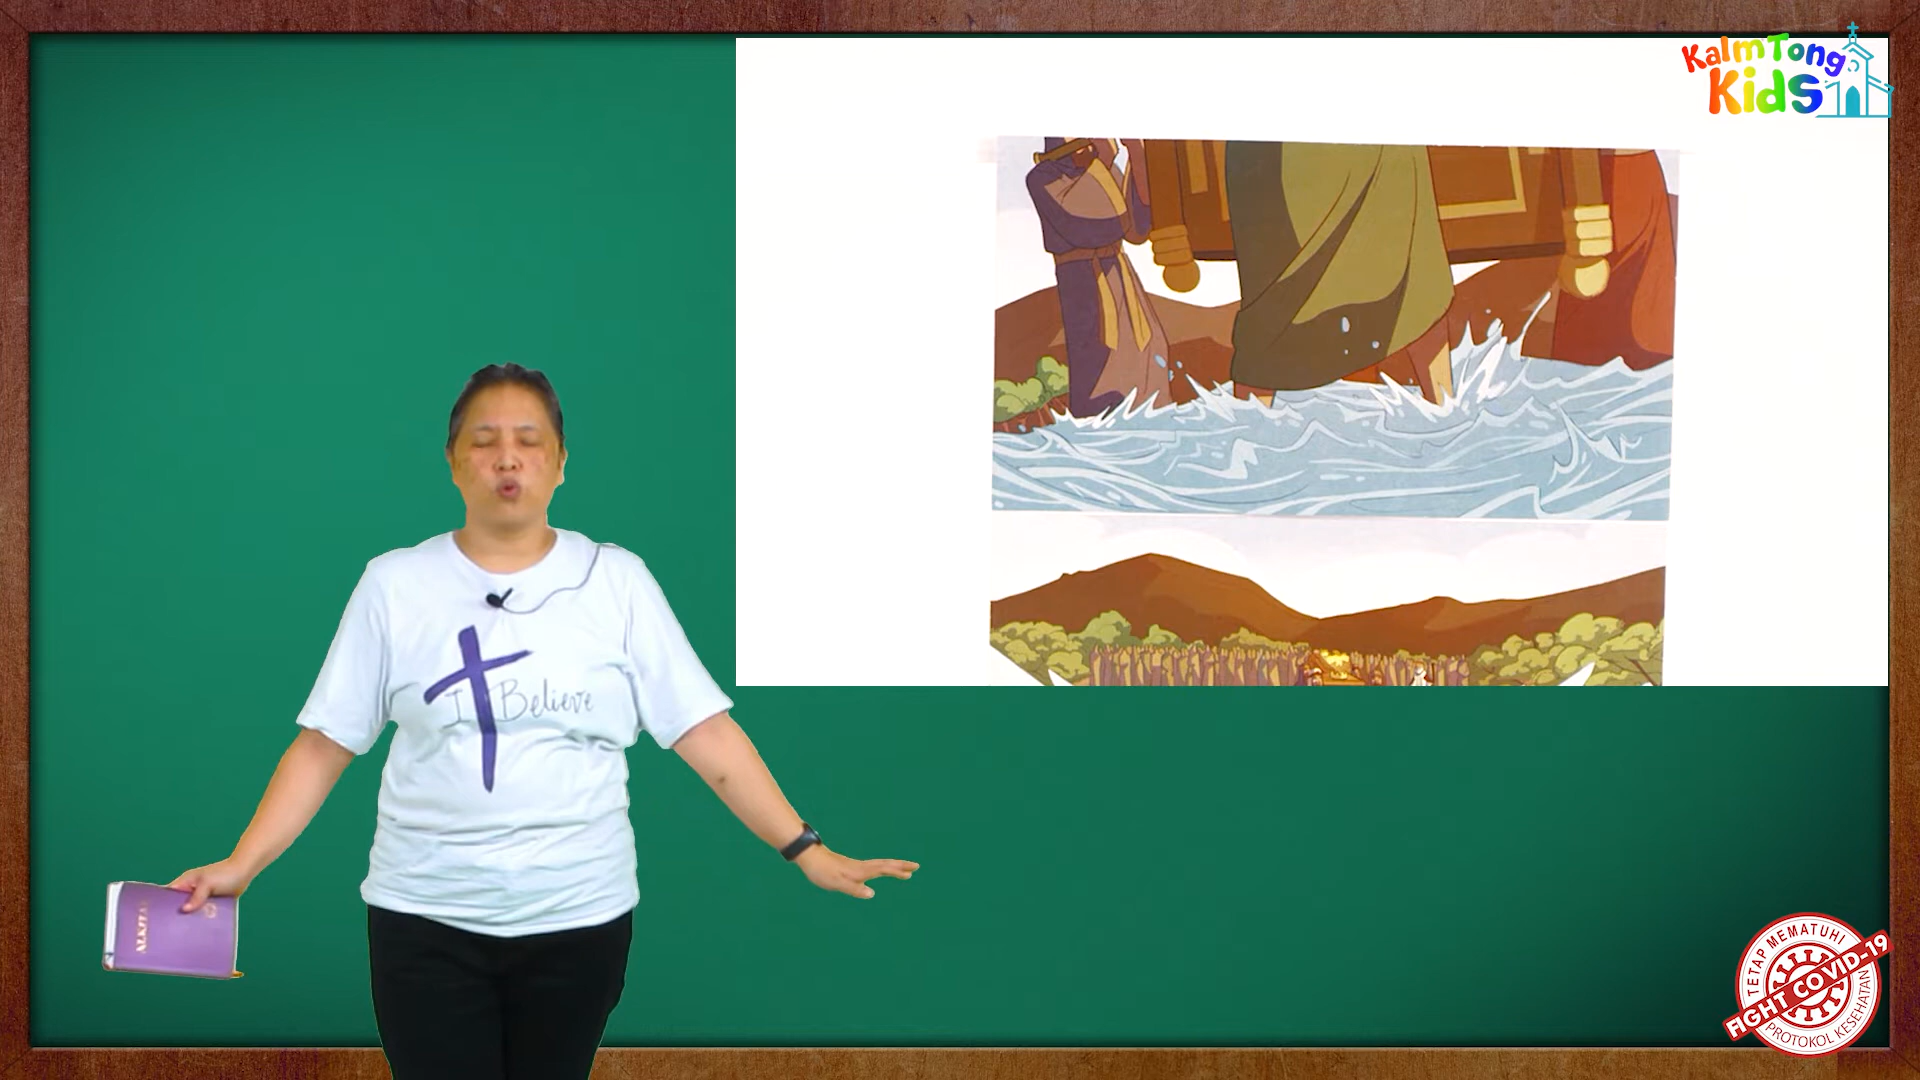 KalmTong
Kids
I Believe
ALKITAB
TETAP MEMATUHI
FIGHT COVID-19
PROTOKOL KESEHATAN